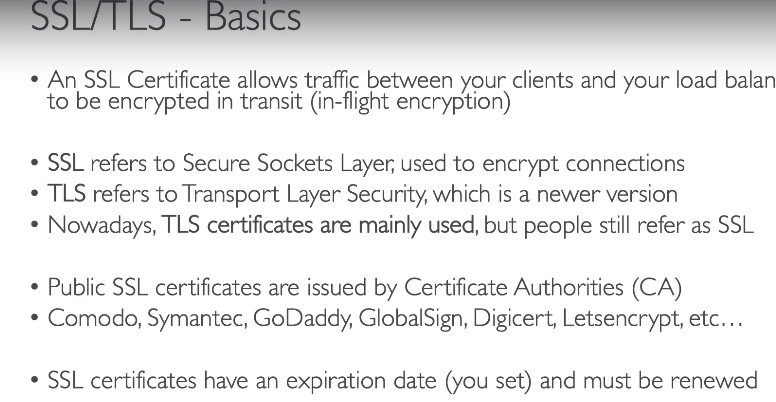 SSL/TLS - Basics
• An SSL Certificate allows traffic between your clients and your load balan
to be encrypted in transit (in-flight encryption)
• SSL refers to Secure Sockets Layer, used to encrypt connections
• TLS refers to Transport Layer Security, which is a newer version
• Nowadays, TLS certificates are mainly used, but people still refer as SSL
• Public SSL certificates are issued by Certificate Authorities (CA)
• Comodo, Symantec, GoDaddy, GlobalSign, Digicert, Letsencrypt, etc…
• SSL certificates have an expiration date (you set) and must be renewed